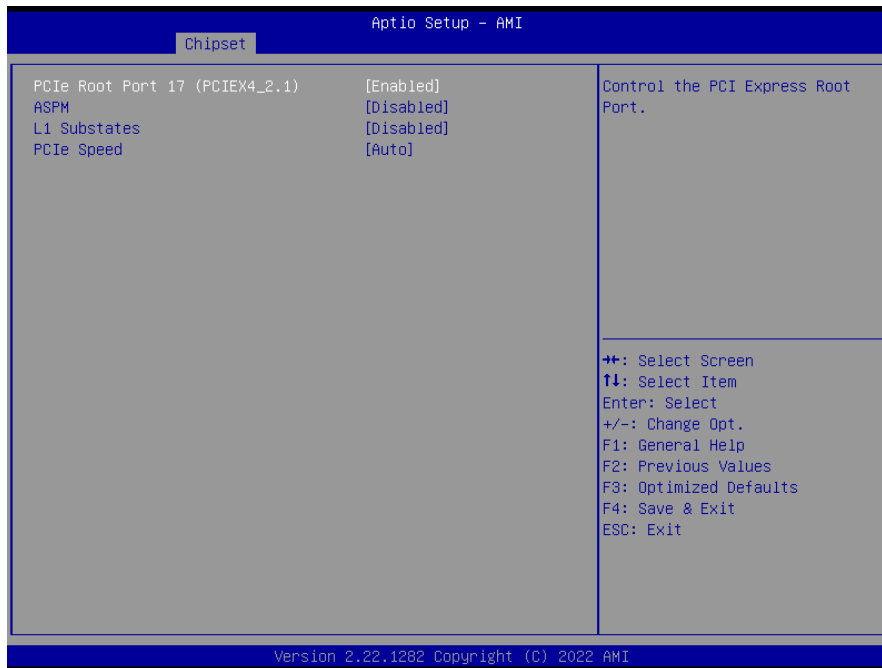 Aptio Setup – AMI
Chipset
PCIe Root Port 17 (PCIEX4_2.1) [Enabled]
ASPM [Disabled]
L1 Substates [Disabled]
PCIe Speed [Auto]
Control the PCI Express Root
Port.
→←: Select Screen
↑↓: Select Item
Enter: Select
+/-: Change Opt.
F1: General Help
F2: Previous Values
F3: Optimized Defaults
F4: Save & Exit
ESC: Exit
Version 2.22.1282 Copyright (C) 2022 AMI